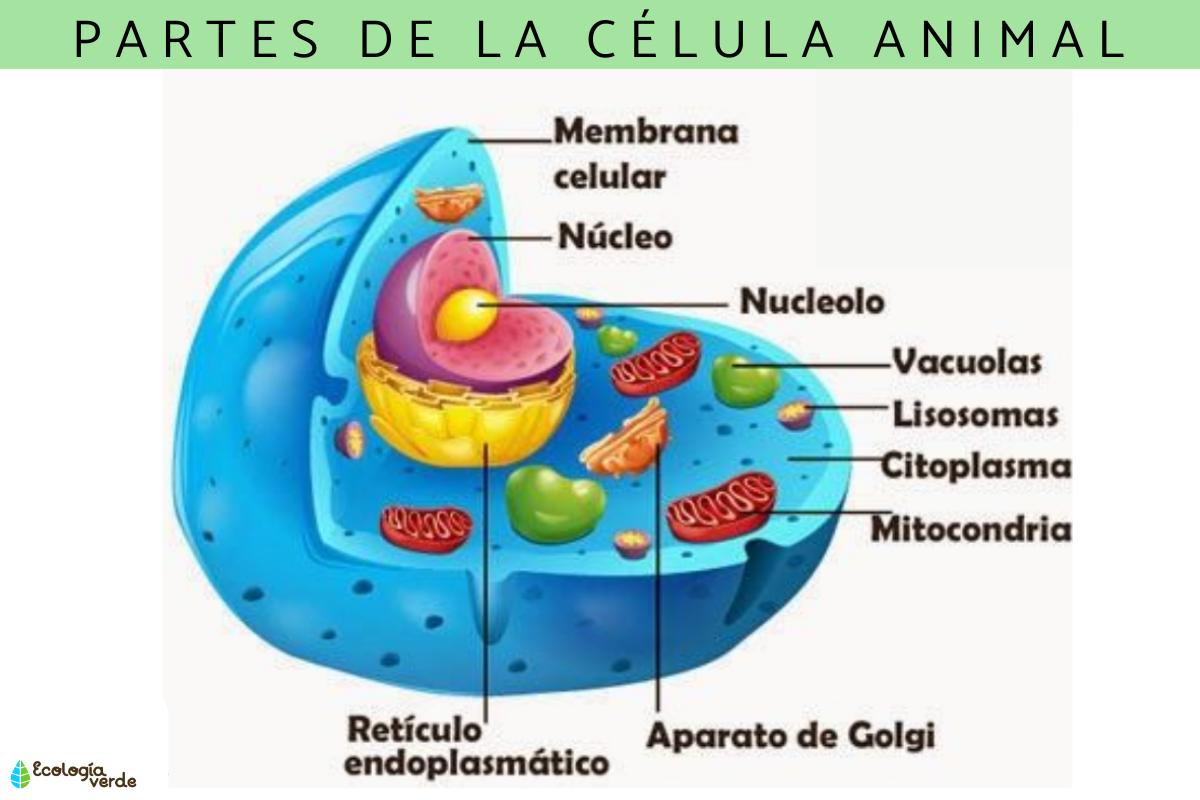 PARTES DE LA CÉLULA ANIMAL
Membrana
celular
Núcleo
Nucleolo
Vacuolas
Lisosomas
Citoplasma
Mitocondria
Retículo
endoplasmático
Aparato de Golgi
Ecología
verde